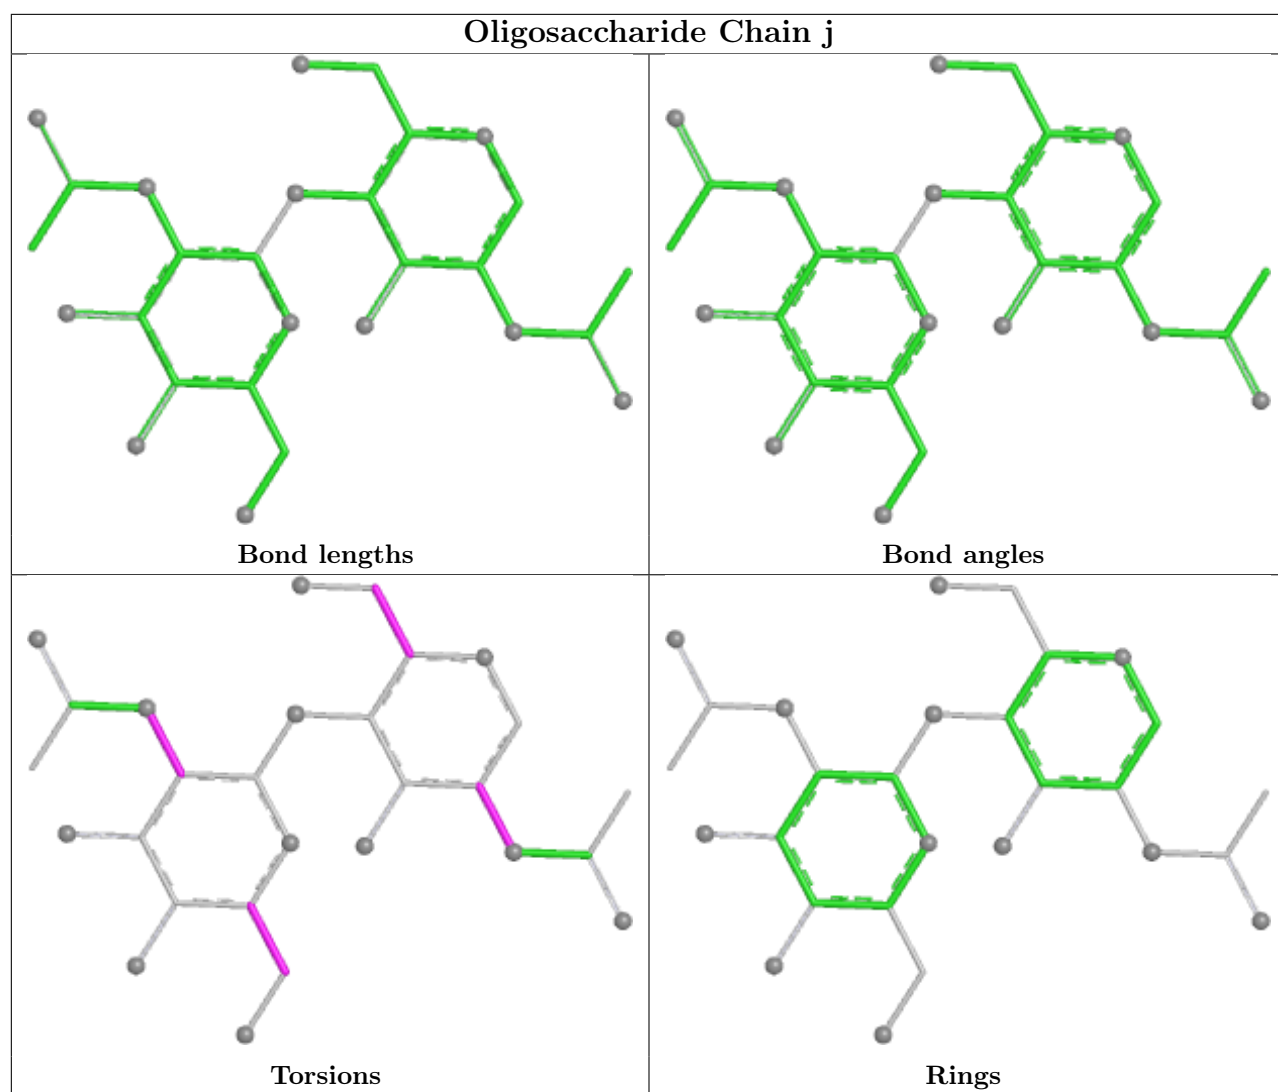 Oligosaccharide Chain j
Bond lengths
Bond angles
Torsions
Rings